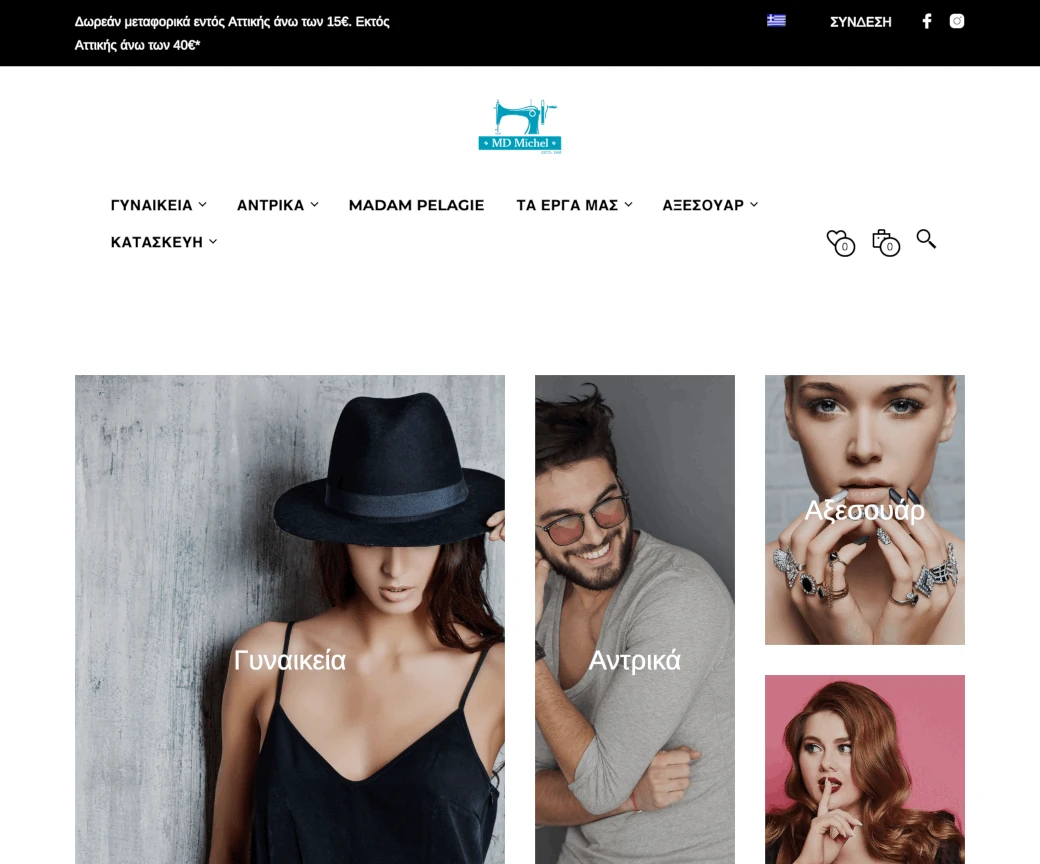 Δωρεάν μεταφορικά εντός Αττικής άνω των 15€. Εκτός
Αττικής άνω των 40€*
ΣΥΝΔΕΣΗ
MD Michel
ΓΥΝΑΙΚΕΙΑ
ΑΝΤΡΙΚΑ
MADAM PELAGIE
ΤΑ ΕΡΓΑ ΜΑΣ
ΑΞΕΣΟΥΑΡ
ΚΑΤΑΣΚΕΥΗ
0
0
Αξεσουάρ
Γυναικεία
Αντρικά